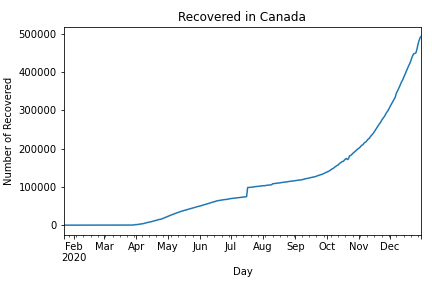 Recovered in Canada
Number of Recovered
500000
400000
300000
200000
100000
0
Feb Mar Apr May Jun Jul Aug Sep Oct Nov Dec
2020
Day